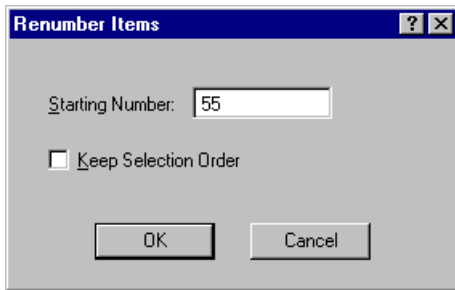 Renumber Items
Starting Number: 55
Keep Selection Order
OK Cancel